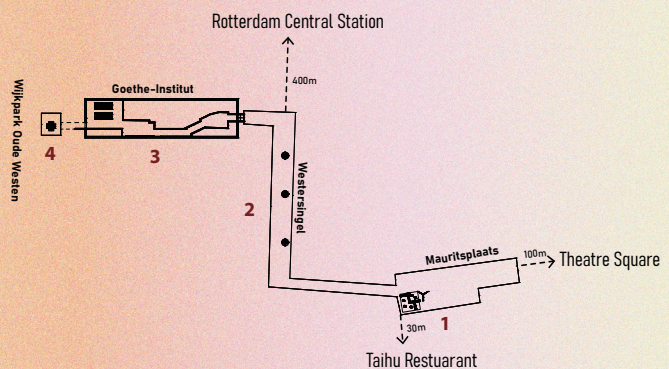 Rotterdam Central Station
400m
Goethe-Institut
Wijkpark Oude Westen
4
3
2
Westersingel
Mauritsplaats
100m
Theatre Square
1
30m
Taihu Restuarant